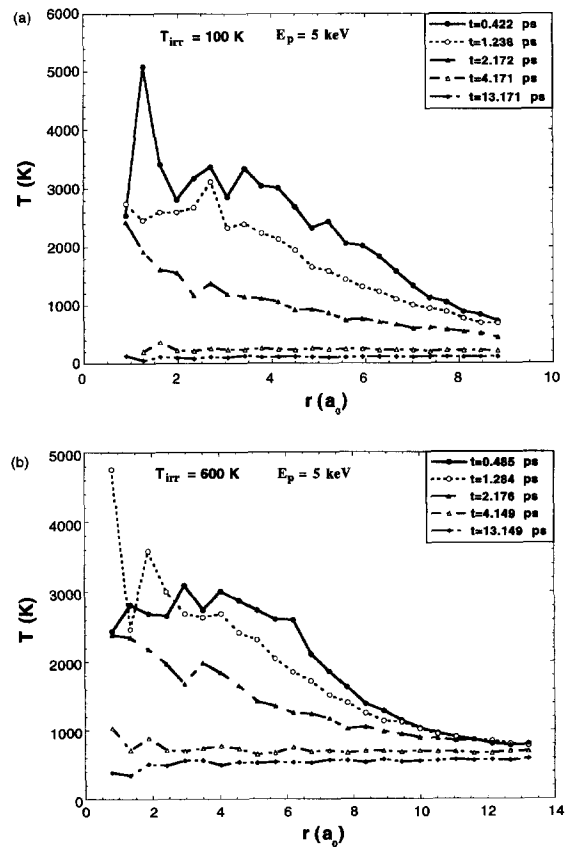 (a)
T_irr = 100 K E_p = 5 keV
t=0.422 ps
t=1.236 ps
t=2.172 ps
t=4.171 ps
t=13.171 ps
6000
5000
4000
3000
2000
1000
0
T (K)
0 2 4 6 8 10
r (a_o)
(b)
T_irr = 600 K E_p = 5 keV
t=0.485 ps
t=1.284 ps
t=2.176 ps
t=4.149 ps
t=13.149 ps
5000
4000
3000
2000
1000
0
T (K)
0 2 4 6 8 10 12 14
r (a_o)